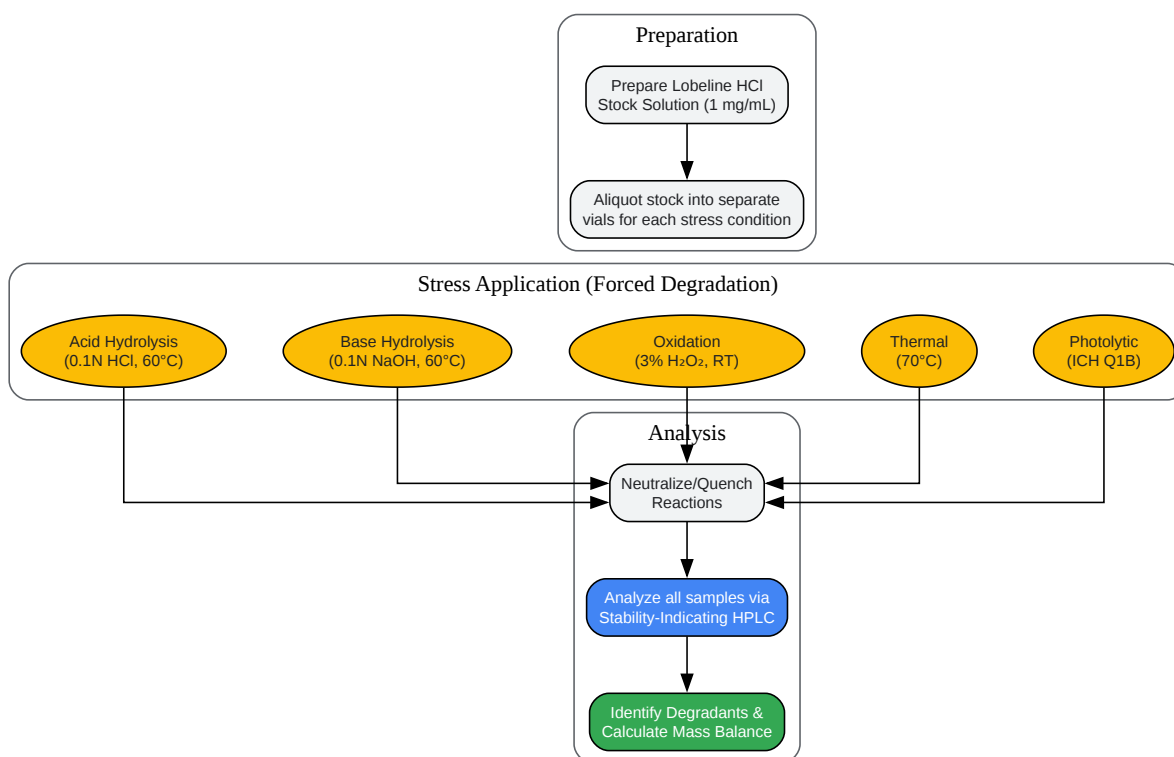 Preparation
Prepare Lobeline HCl
Stock Solution (1 mg/mL)
Aliquot stock into separate
vials for each stress condition
Stress Application (Forced Degradation)
Acid Hydrolysis
(0.1N HCl, 60°C)
Base Hydrolysis
(0.1N NaOH, 60°C)
Oxidation
(3% H₂O₂, RT)
Thermal
(70°C)
Photolytic
(ICH Q1B)
Analysis
Neutralize/Quench
Reactions
Analyze all samples via
Stability-Indicating HPLC
Identify Degradants &
Calculate Mass Balance